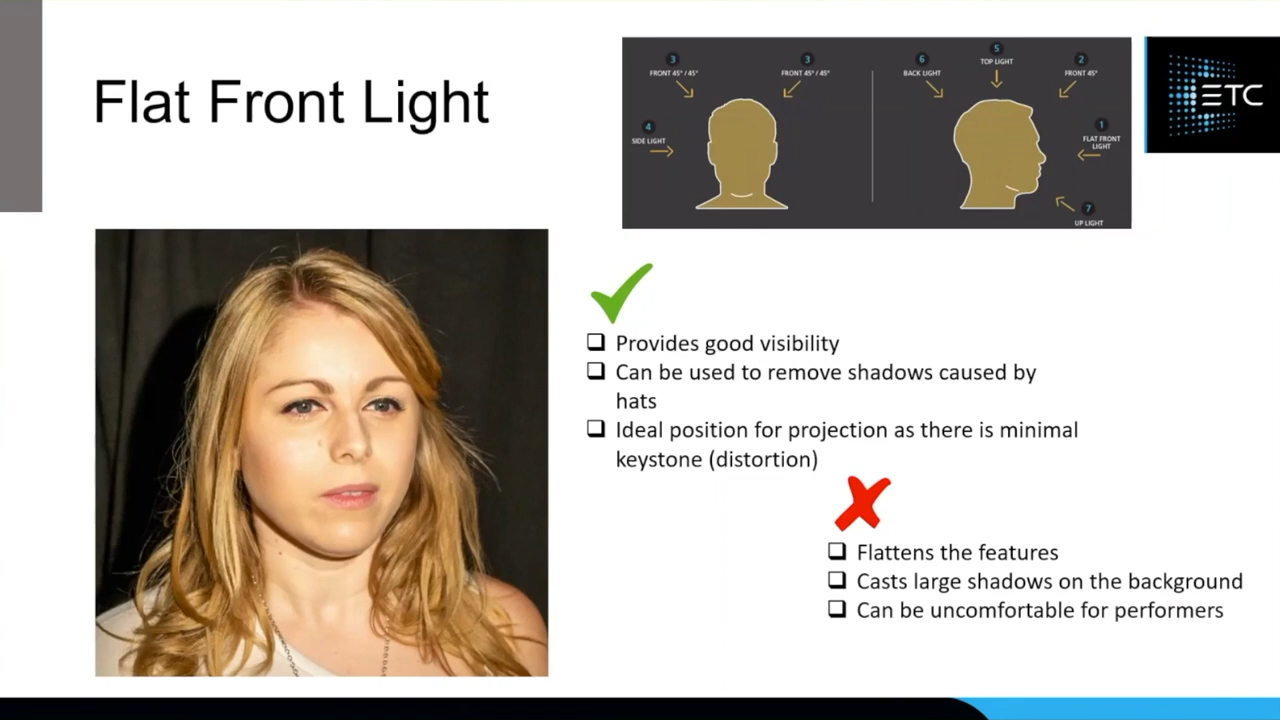 Flat Front Light
3
FRONT 45° / 45°
3
FRONT 45° / 45°
4
SIDE LIGHT
6
BACK LIGHT
5
TOP LIGHT
2
FRONT 45°
1
FLAT FRONT
LIGHT
7
UP LIGHT
ETC
Provides good visibility
Can be used to remove shadows caused by
hats
Ideal position for projection as there is minimal
keystone (distortion)
Flattens the features
Casts large shadows on the background
Can be uncomfortable for performers